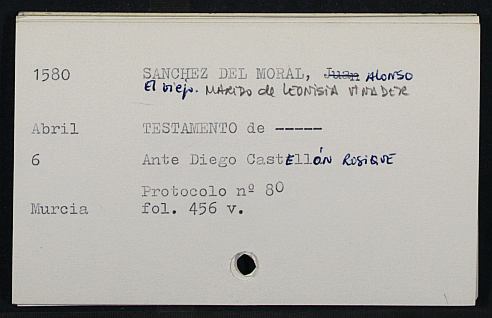 1580 SANCHEZ DEL MORAL, Juan ALONSO
El viejo. MARIDO de LEONISIA VINADER
Abril TESTAMENTO de -----
6 Ante Diego CastELLÓN ROSIQUE
Protocolo nº 80
Murcia fol. 456 v.